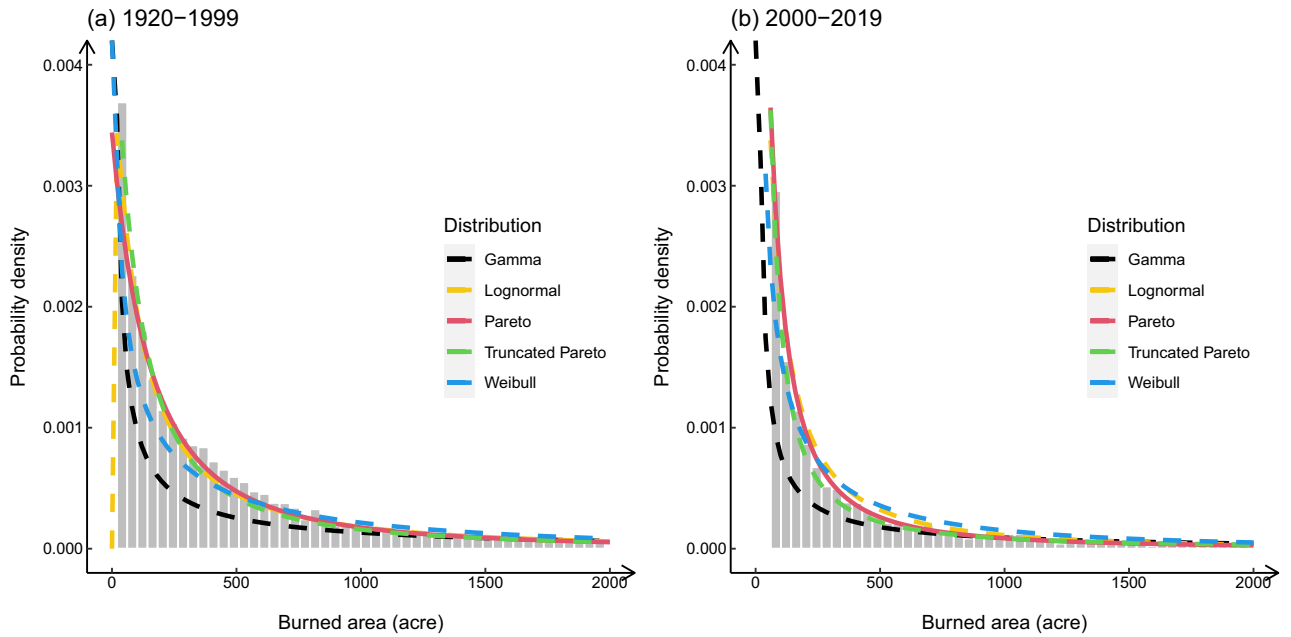 (a) 1920−1999
Probability density
0.004
0.003
0.002
0.001
0.000
0
500
1000
1500
2000
Burned area (acre)
Distribution
Gamma
Lognormal
Pareto
Truncated Pareto
Weibull
(b) 2000−2019
Probability density
0.004
0.003
0.002
0.001
0.000
0
500
1000
1500
2000
Burned area (acre)
Distribution
Gamma
Lognormal
Pareto
Truncated Pareto
Weibull